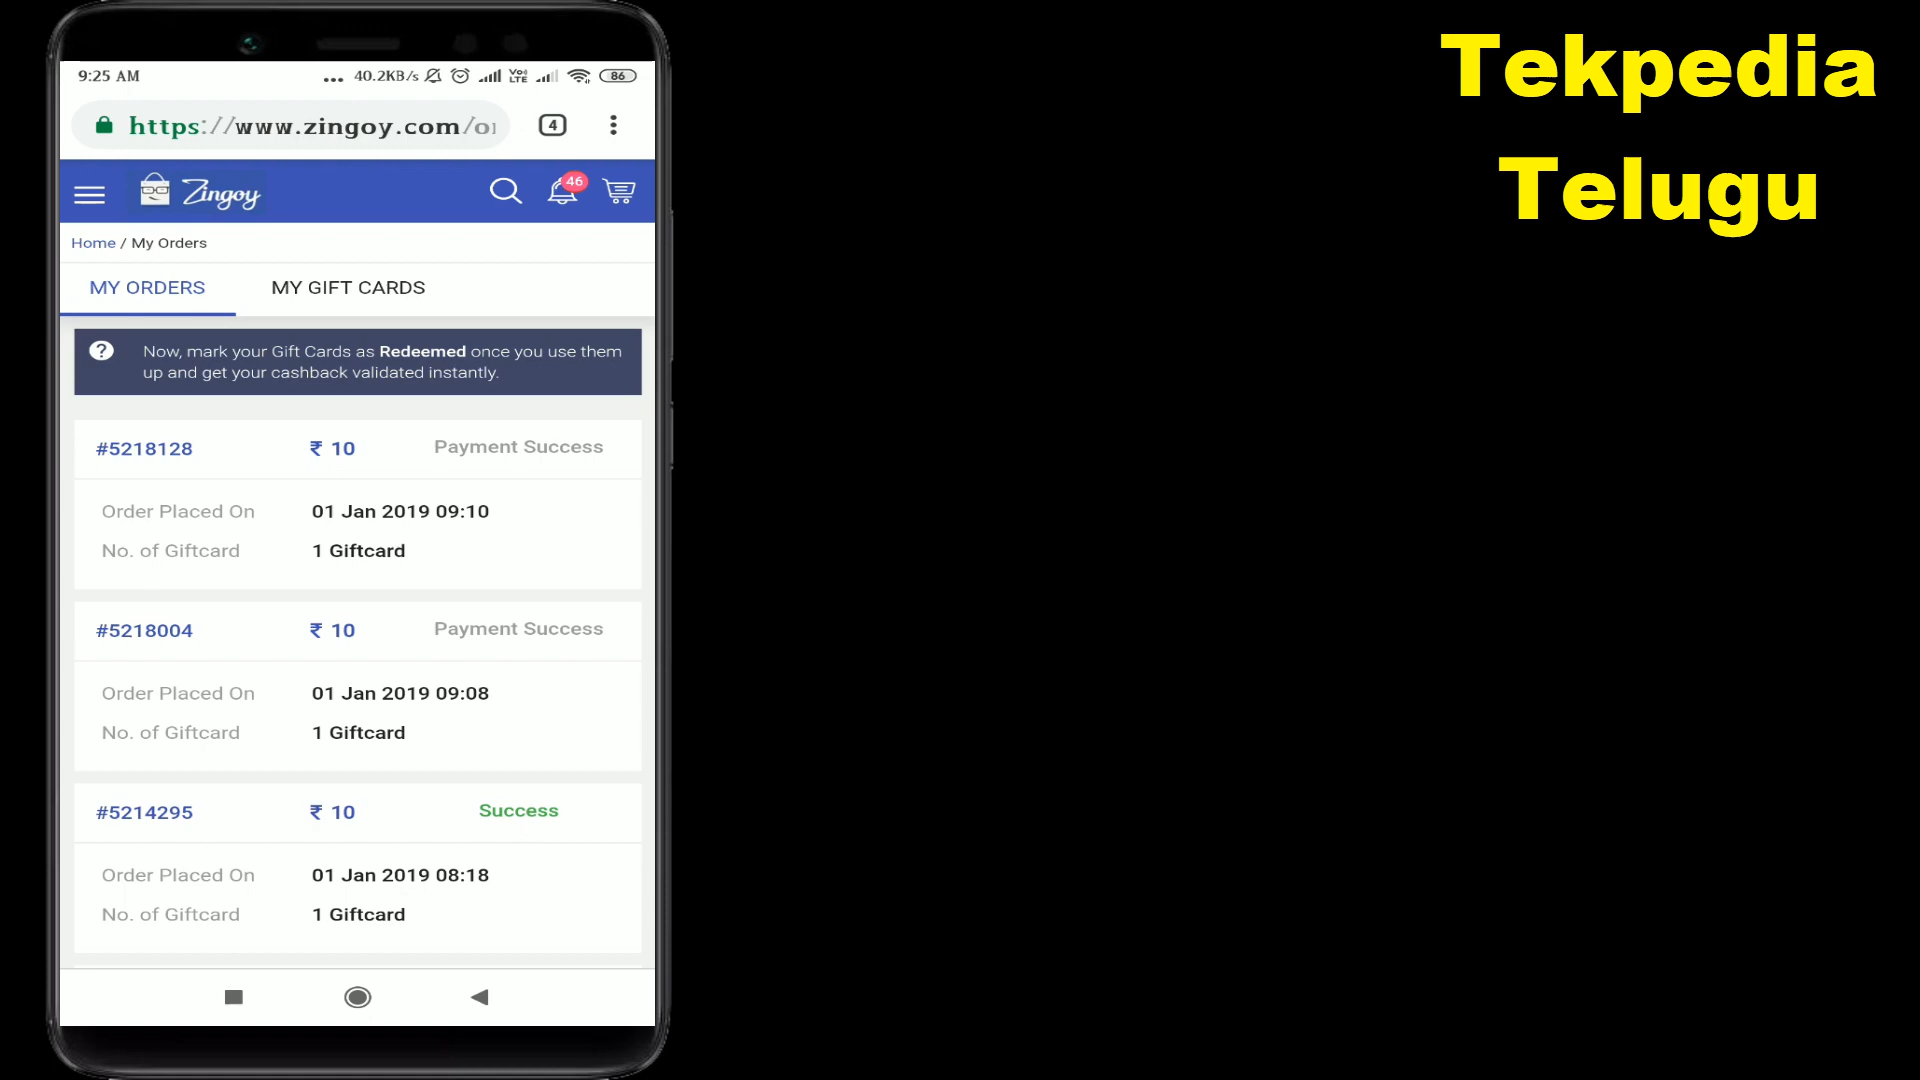 9:25 AM
... 40.2KB/s Vo) LTE 86
https://www.zingoy.com/o
4
Zingoy
46
Home / My Orders
MY ORDERS
MY GIFT CARDS
? Now, mark your Gift Cards as Redeemed once you use them
up and get your cashback validated instantly.
#5218128 ₹ 10 Payment Success
Order Placed On 01 Jan 2019 09:10
No. of Giftcard 1 Giftcard
#5218004 ₹ 10 Payment Success
Order Placed On 01 Jan 2019 09:08
No. of Giftcard 1 Giftcard
#5214295 ₹ 10 Success
Order Placed On 01 Jan 2019 08:18
No. of Giftcard 1 Giftcard
Tekpedia
Telugu